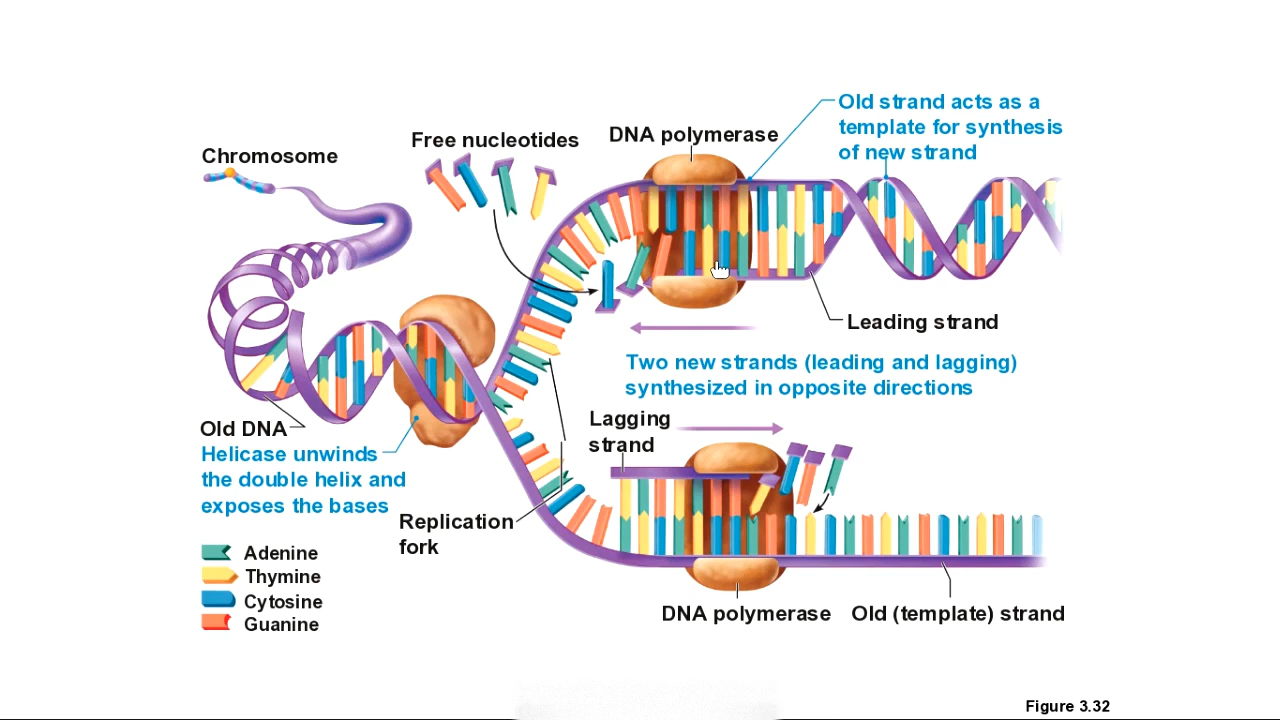 Old strand acts as a
template for synthesis
of new strand
Free nucleotides
DNA polymerase
Chromosome
Leading strand
Two new strands (leading and lagging)
synthesized in opposite directions
Lagging
strand
Old DNA
Helicase unwinds
the double helix and
exposes the bases
Replication
fork
Adenine
Thymine
Cytosine
Guanine
DNA polymerase
Old (template) strand
Figure 3.32